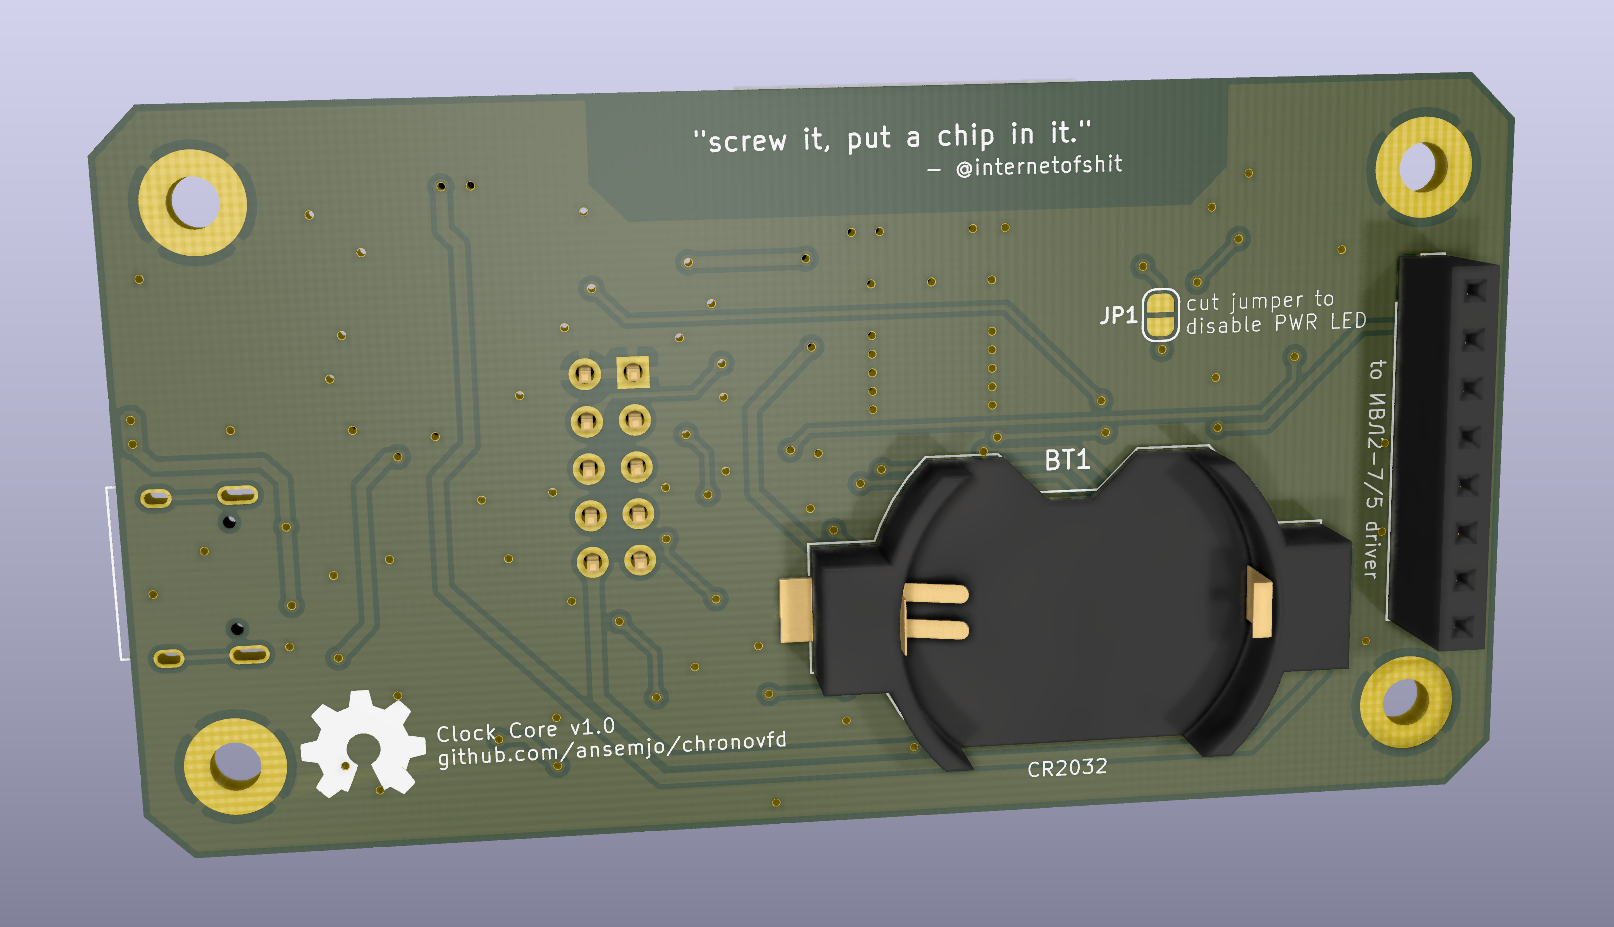 "screw it, put a chip in it."
— @internetofshit
JP1
cut jumper to
disable PWR LED
to ИВЛ2-7/5 driver
BT1
Clock Core v1.0
github.com/ansemjo/chronovfd
CR2032